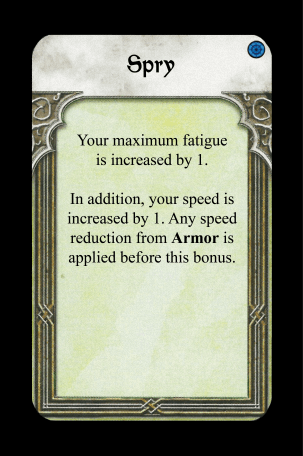 Spry
Your maximum fatigue
is increased by 1.
In addition, your speed is
increased by 1. Any speed
reduction from Armor is
applied before this bonus.